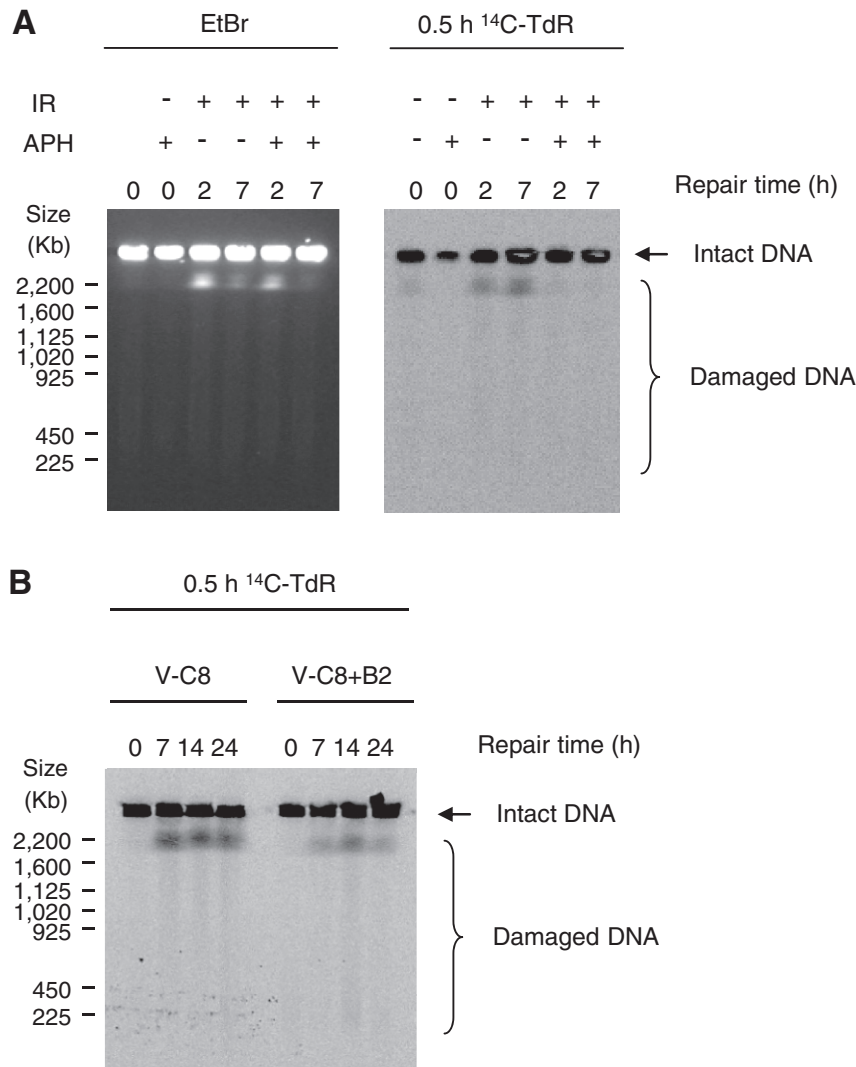 A
EtBr
0.5 h ¹⁴C-TdR
IR - + + + + - - + + + +
APH + - - + + - + - - + +
0 0 2 7 2 7 0 0 2 7 2 7 Repair time (h)
Size
(Kb)
Intact DNA
2,200
1,600
1,125
1,020
925
Damaged DNA
450
225
B
0.5 h ¹⁴C-TdR
V-C8
V-C8+B2
0 7 14 24 0 7 14 24 Repair time (h)
Size
(Kb)
Intact DNA
2,200
1,600
1,125
1,020
925
Damaged DNA
450
225